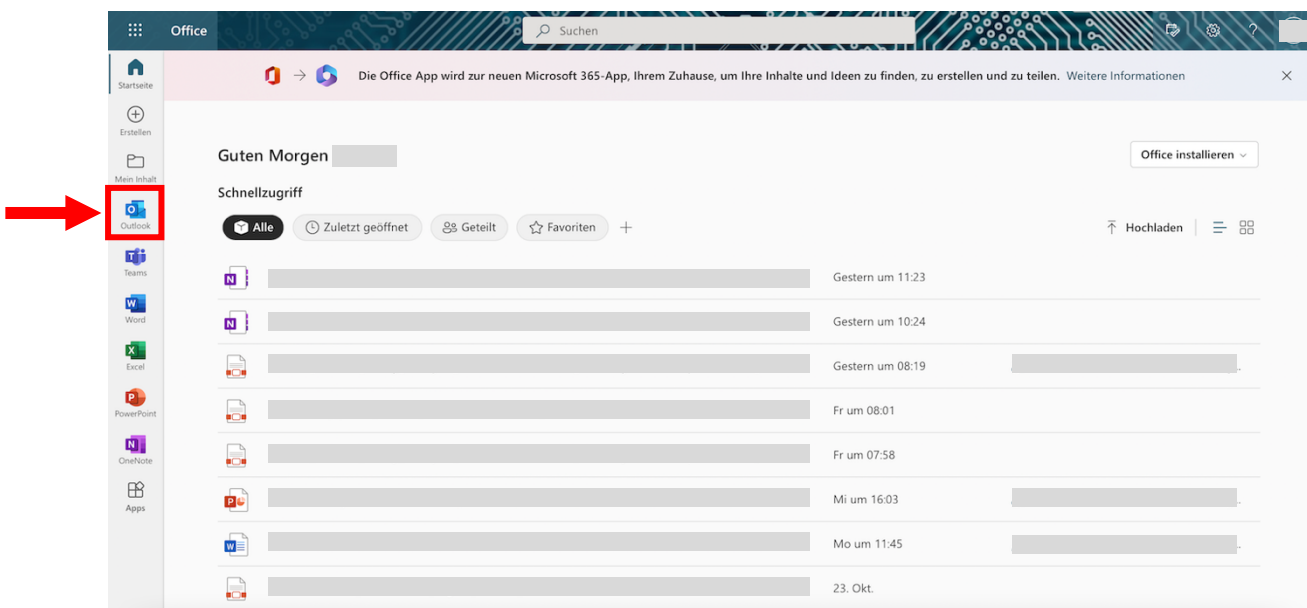 Office
Suchen
?
Startseite
Erstellen
Mein Inhalt
Outlook
Teams
Word
Excel
PowerPoint
OneNote
Apps
Die Office App wird zur neuen Microsoft 365-App, Ihrem Zuhause, um Ihre Inhalte und Ideen zu finden, zu erstellen und zu teilen. Weitere Informationen
Guten Morgen
Office installieren
Schnellzugriff
Alle Zuletzt geöffnet Geteilt Favoriten
Hochladen
Gestern um 11:23
Gestern um 10:24
Gestern um 08:19
Fr um 08:01
Fr um 07:58
Mi um 16:03
Mo um 11:45
23. Okt.